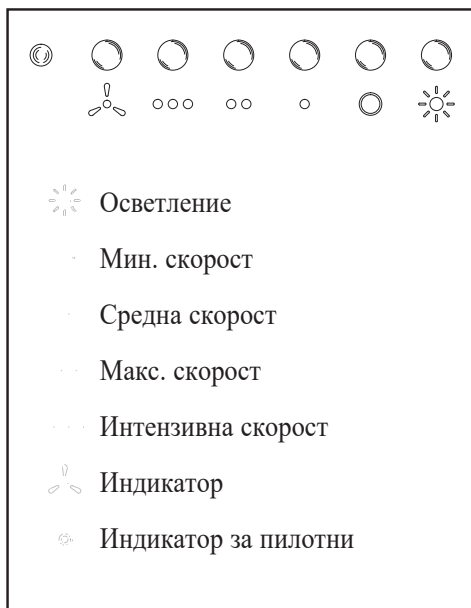 Осветление
Мин. скорост
Средна скорост
Макс. скорост
Интензивна скорост
Индикатор
Индикатор за пилотни